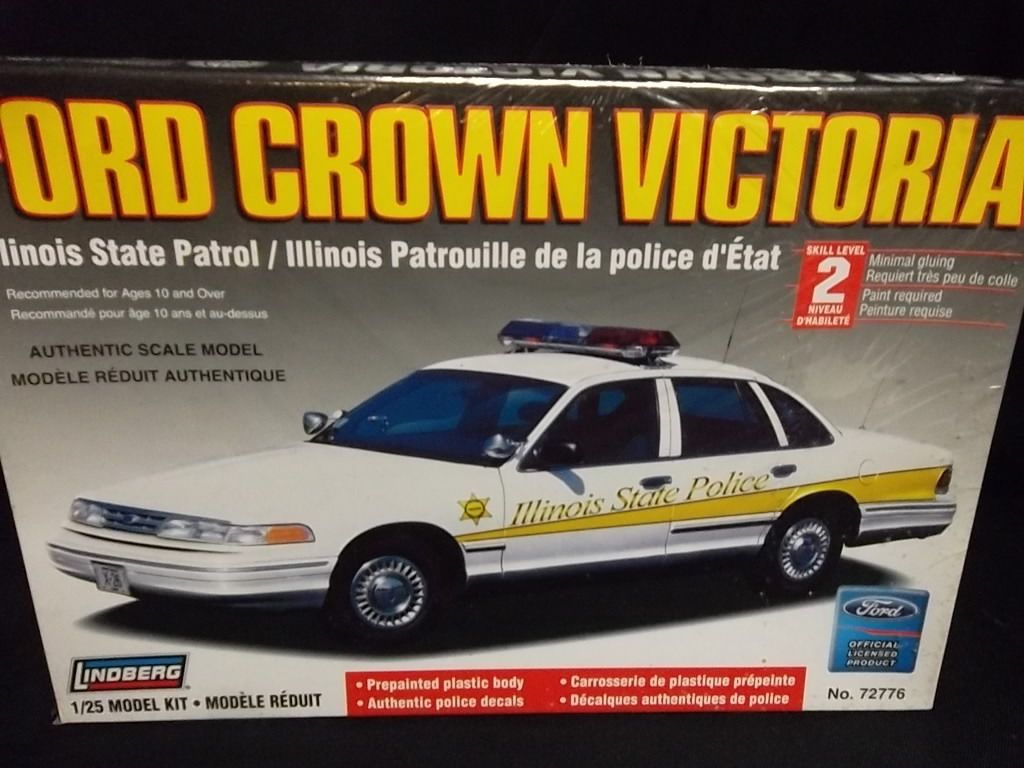 ORD CROWN VICTORIA
linois State Patrol / Illinois Patrouille de la police d'État
SKILL LEVEL
2
NIVEAU
D'HABILETÉ
Minimal gluing
Requiert très peu de colle
Paint required
Peinture requise
Recommended for Ages 10 and Over
Recommandé pour âge 10 ans et au-dessus
AUTHENTIC SCALE MODEL
MODÈLE RÉDUIT AUTHENTIQUE
Illinois State Police
Ford
OFFICIAL
LICENSED
PRODUCT
LINDBERG
1/25 MODEL KIT • MODÈLE RÉDUIT
• Prepainted plastic body
• Authentic police decals
• Carrosserie de plastique prépeinte
• Décalques authentiques de police
No. 72776